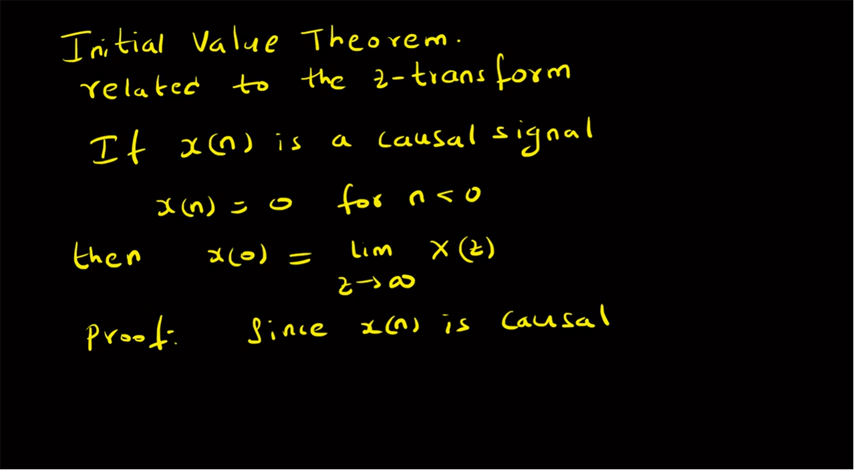 Initial Value Theorem.
related to the z-transform
If x(n) is a causal signal
x(n) = 0 for n < 0
then x(0) = lim X(z)
z→∞
Proof: Since x(n) is causal